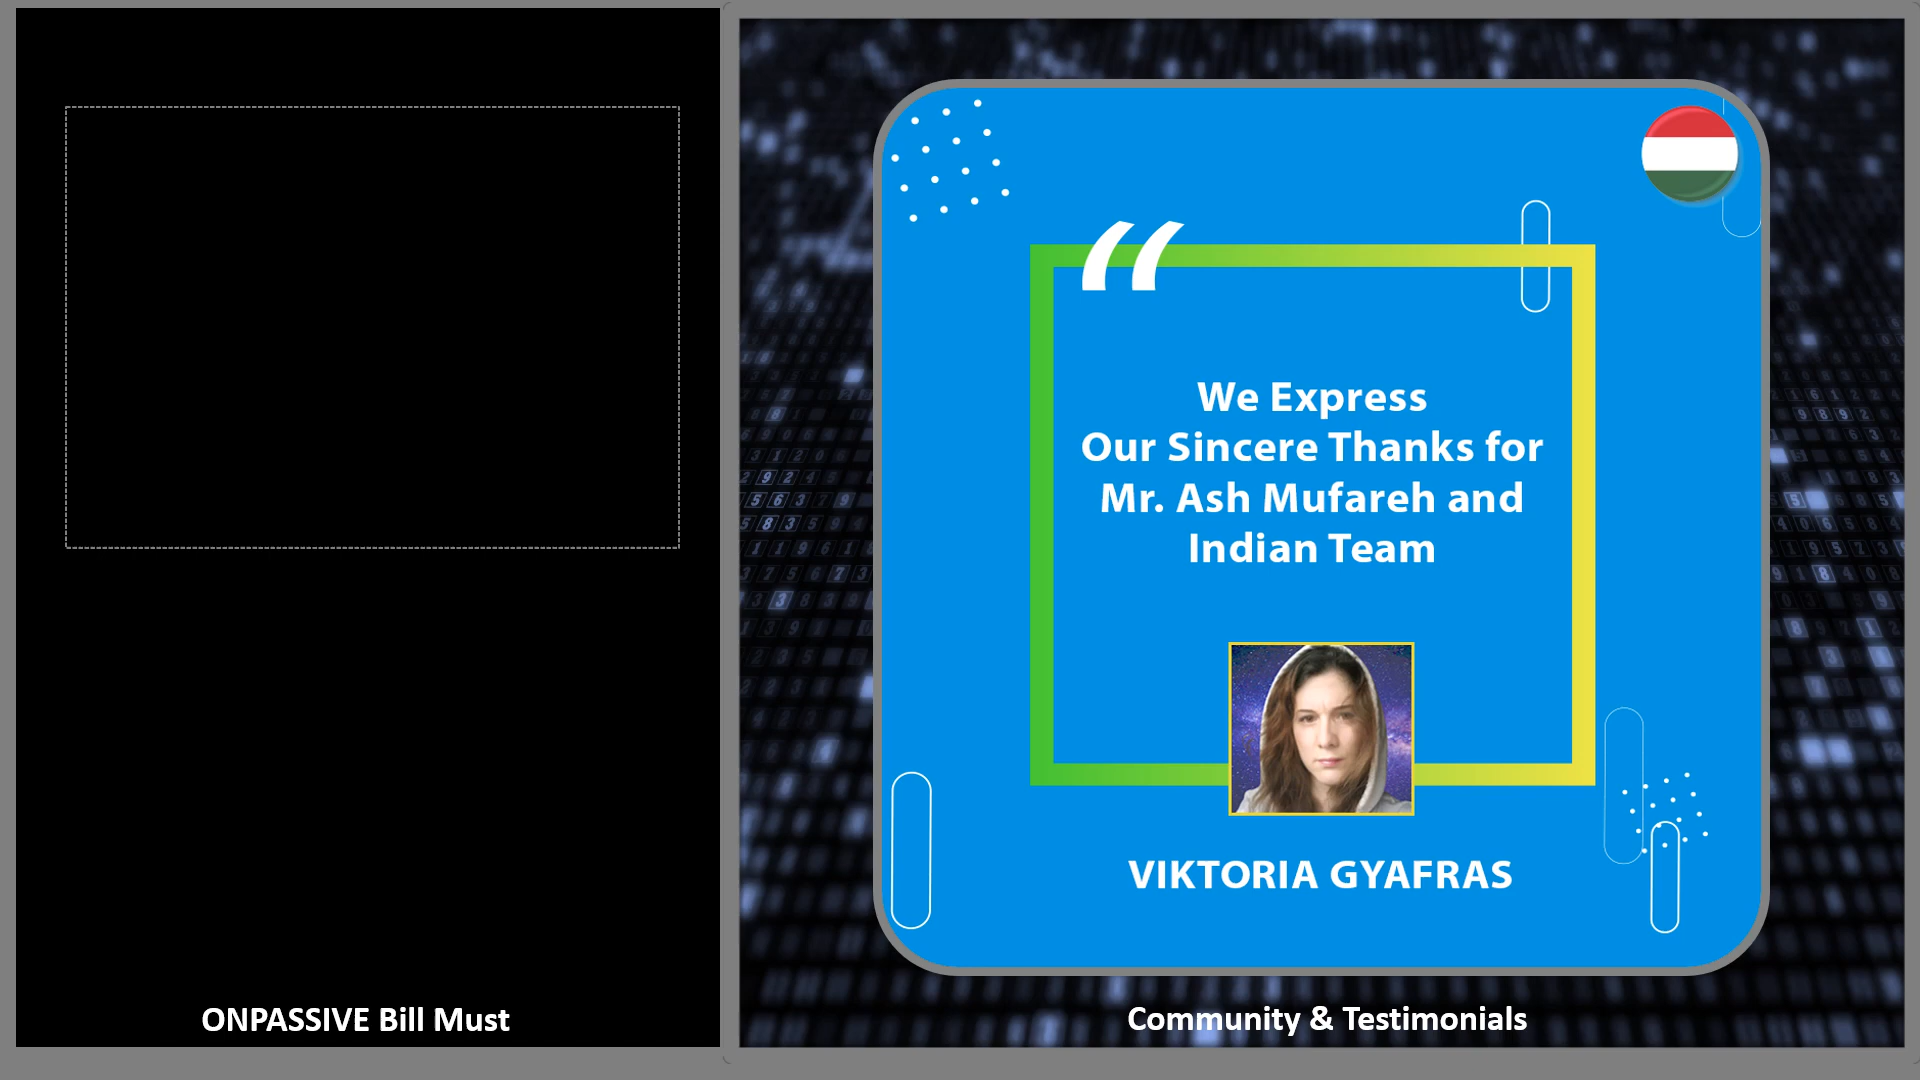 We Express
Our Sincere Thanks for
Mr. Ash Mufareh and
Indian Team
VIKTORIA GYAFRAS
ONPASSIVE Bill Must
Community & Testimonials